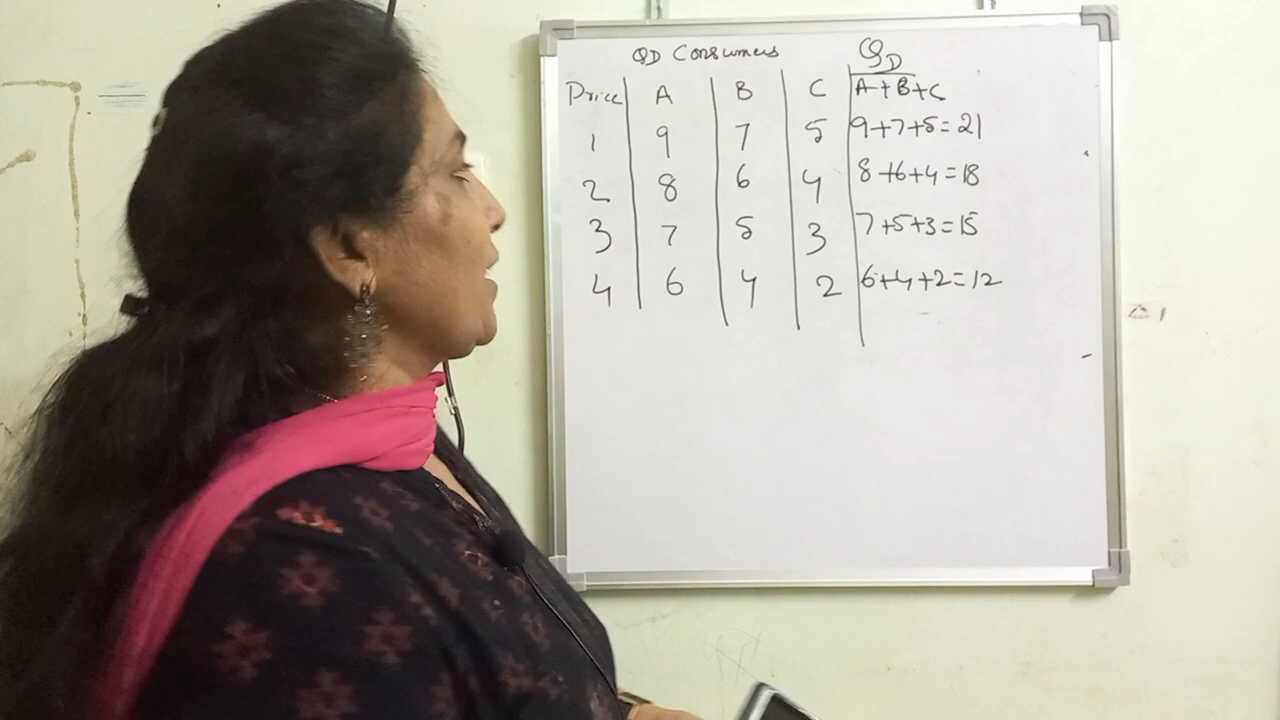 QD Consumers QD
Price A B C A+B+C
1 9 7 5 9+7+5=21
2 8 6 4 8+6+4=18
3 7 5 3 7+5+3=15
4 6 4 2 6+4+2=12